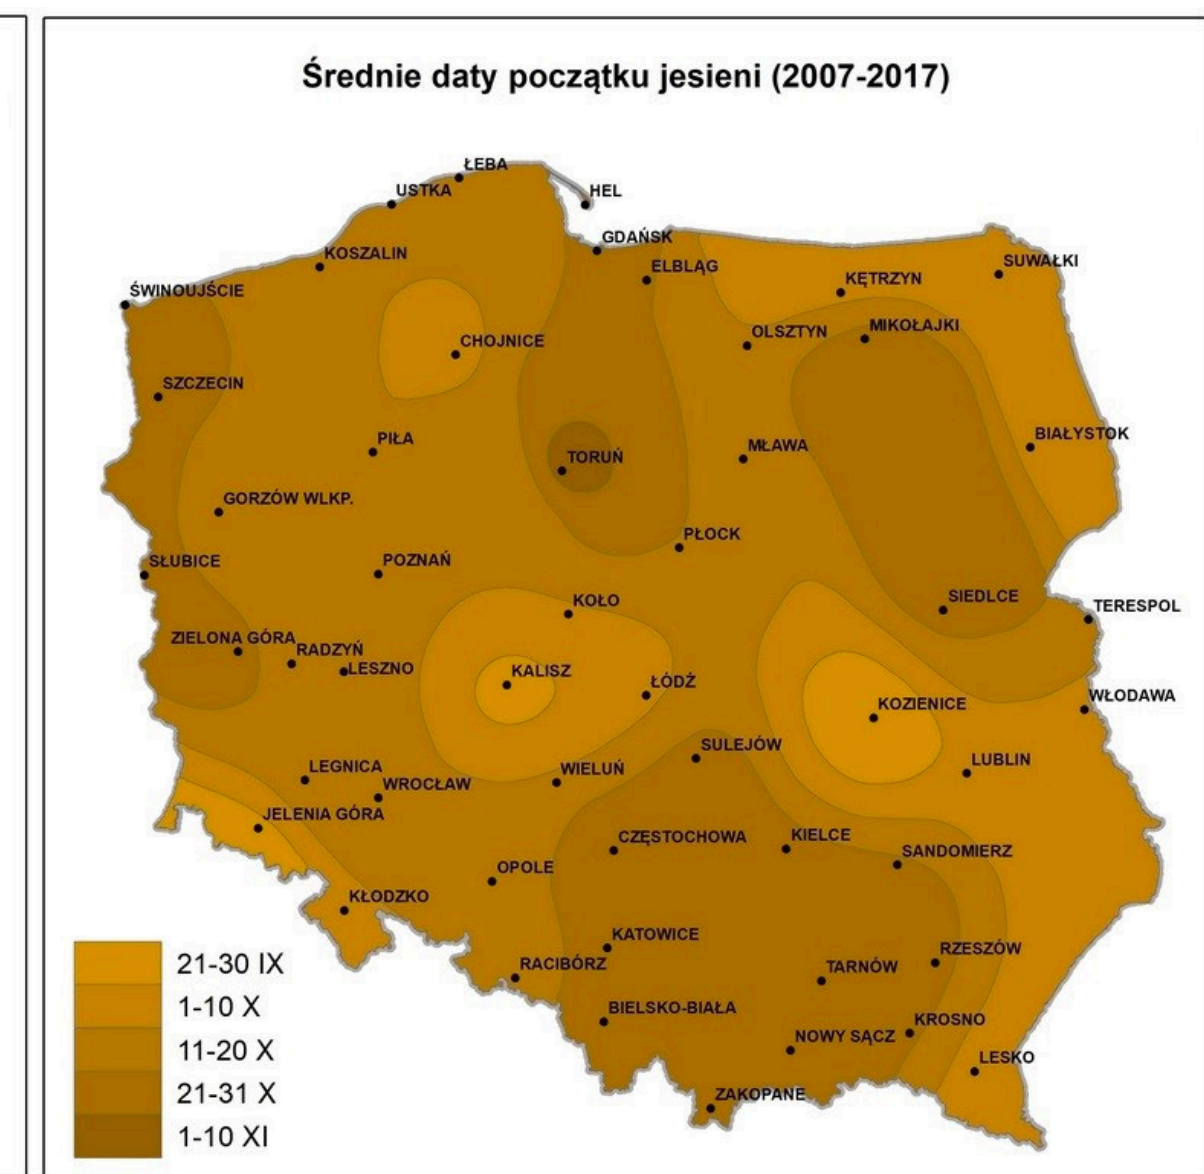 Średnie daty początku jesieni (2007-2017)
ŁEBA
USTKA
HEL
KOSZALIN
GDAŃSK
ELBLĄG
SUWAŁKI
KĘTRZYN
ŚWINOUJŚCIE
CHOJNICE
OLSZTYN
MIKOŁAJKI
SZCZECIN
PIŁA
TORUŃ
MŁAWA
BIAŁYSTOK
GORZÓW WLKP.
PŁOCK
SŁUBICE
POZNAŃ
KOŁO
SIEDLCE
TERESPOL
ZIELONA GÓRA
RADZYŃ
LESZNO
KALISZ
ŁÓDŹ
KOZIENICE
WŁODAWA
SULEJÓW
LUBLIN
LEGNICA
WROCŁAW
WIELUŃ
JELENIA GÓRA
CZĘSTOCHOWA
KIELCE
SANDOMIERZ
OPOLE
KŁODZKO
KATOWICE
RACIBÓRZ
TARNÓW
RZESZÓW
BIELSKO-BIAŁA
NOWY SĄCZ
KROSNO
LESKO
ZAKOPANE
21-30 IX
1-10 X
11-20 X
21-31 X
1-10 XI